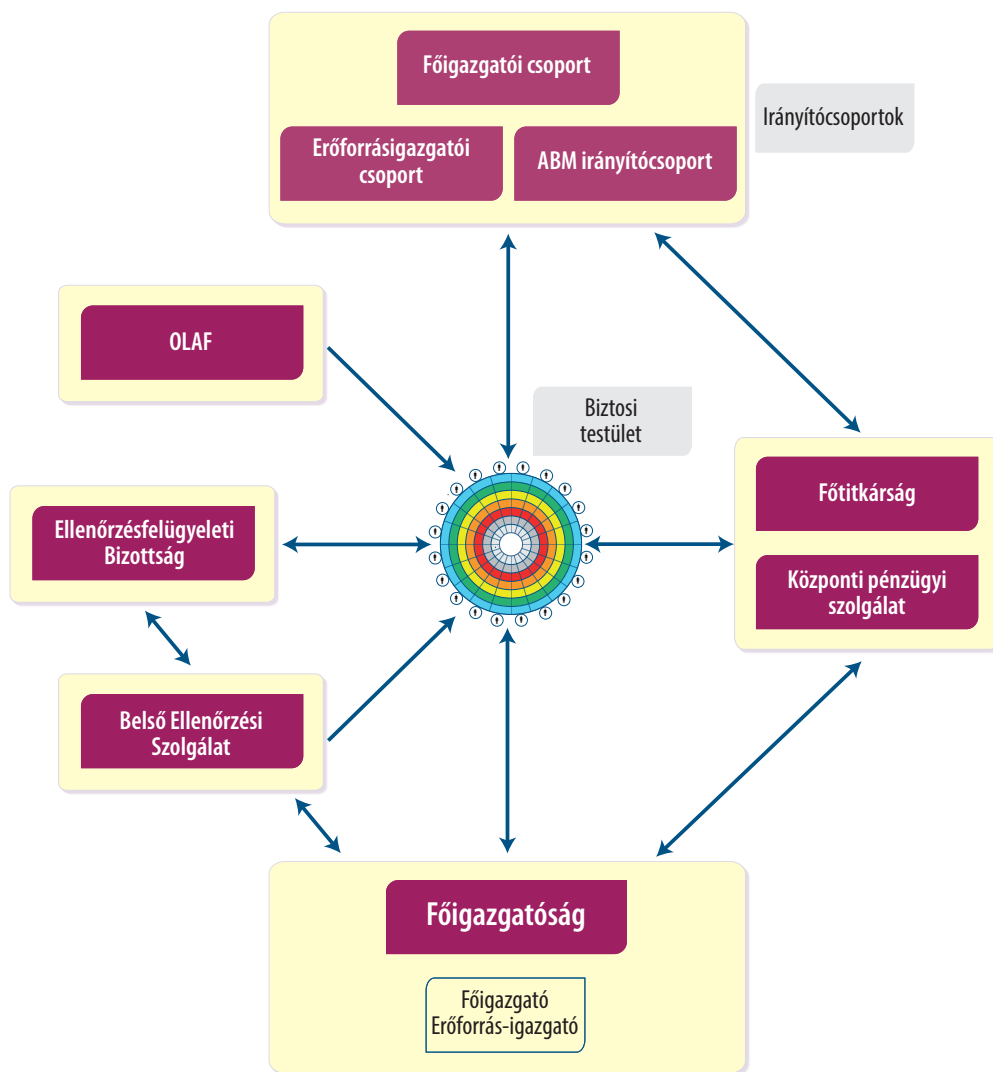 Főigazgatói csoport
Erőforrásigazgatói
csoport
ABM irányítócsoport
Irányítócsoportok
OLAF
Biztosi
testület
Főtitkárság
Központi pénzügyi
szolgálat
Ellenőrzésfelügyeleti
Bizottság
Belső Ellenőrzési
Szolgálat
Főigazgatóság
Főigazgató
Erőforrás-igazgató